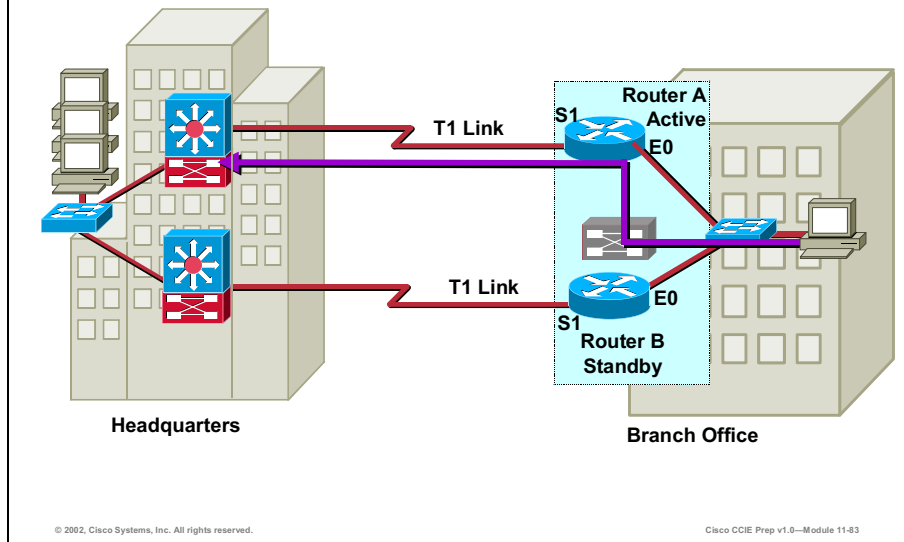 Router A
Active
S1
T1 Link
E0
T1 Link
E0
S1
Router B
Standby
Headquarters
Branch Office
© 2002, Cisco Systems, Inc. All rights reserved.
Cisco CCIE Prep v1.0—Module 11-83